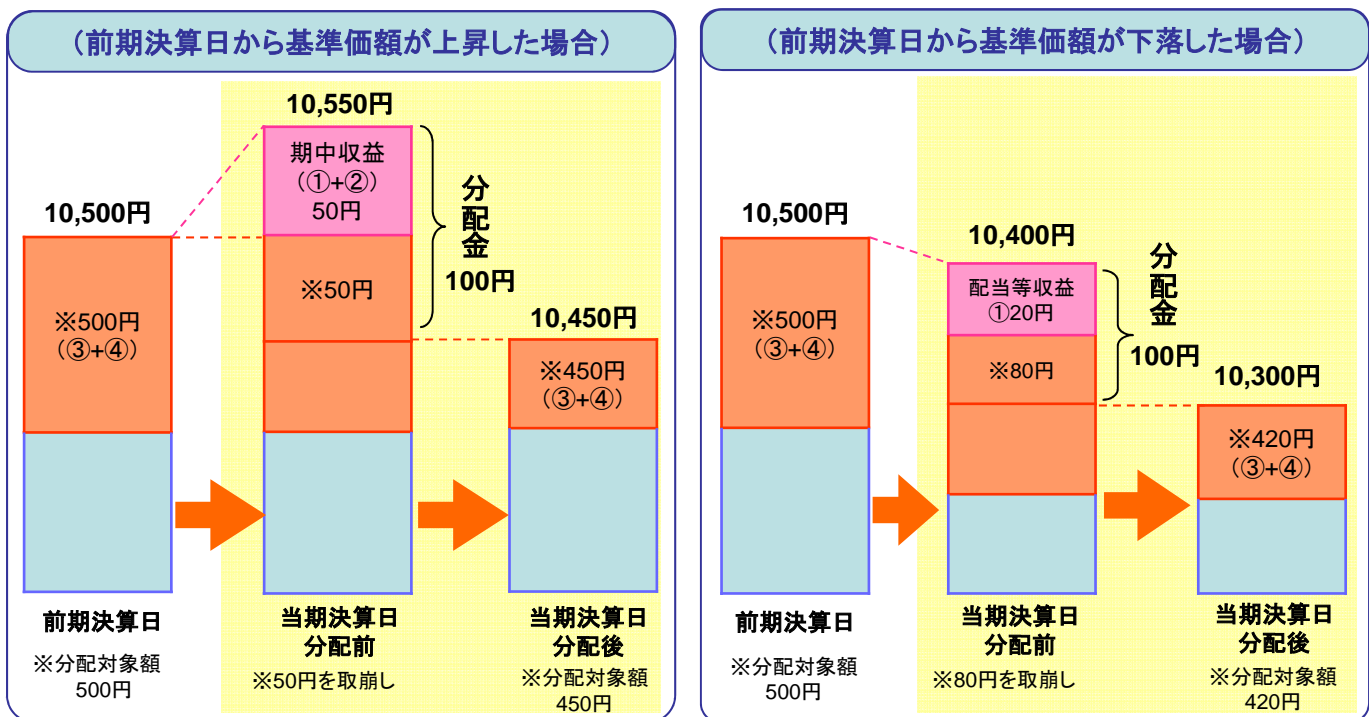 （前期決算日から基準価額が上昇した場合）
10,550円
期中収益
（①+②）
50円
分配金
100円
10,500円
※500円
（③+④）
※50円
10,450円
※450円
（③+④）
前期決算日
※分配対象額
500円
当期決算日
分配前
※50円を取崩し
当期決算日
分配後
※分配対象額
450円
（前期決算日から基準価額が下落した場合）
10,500円
※500円
（③+④）
10,400円
配当等収益
①20円
※80円
分配金
100円
10,300円
※420円
（③+④）
前期決算日
※分配対象額
500円
当期決算日
分配前
※80円を取崩し
当期決算日
分配後
※分配対象額
420円